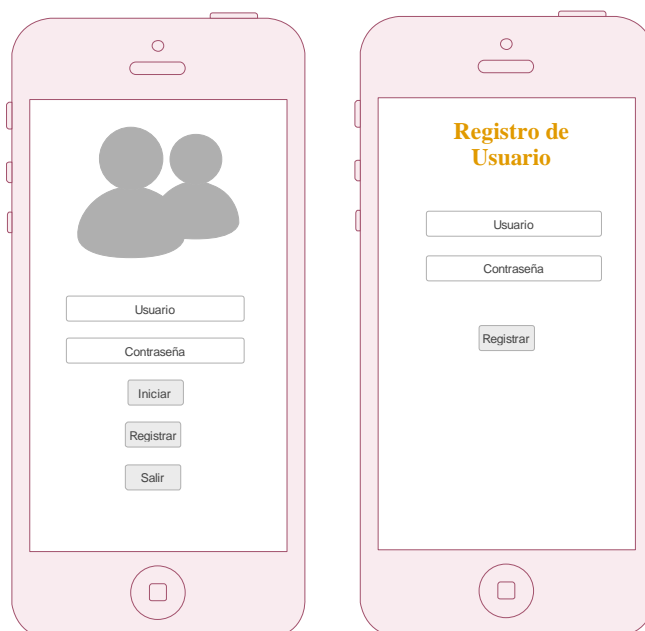 Usuario
Contraseña
Iniciar
Registrar
Salir
Registro de
Usuario
Usuario
Contraseña
Registrar